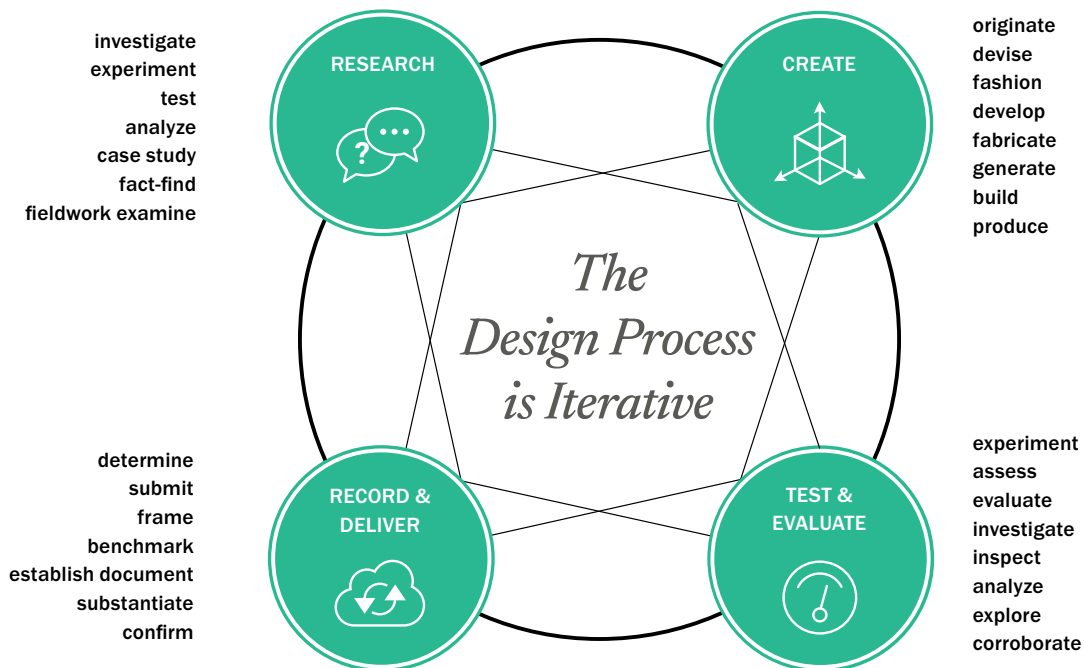 investigate
experiment
test
analyze
case study
fact-find
fieldwork examine
RESEARCH
?
CREATE
originate
devise
fashion
develop
fabricate
generate
build
produce
The
Design Process
is Iterative
determine
submit
frame
benchmark
establish document
substantiate
confirm
RECORD &
DELIVER
TEST &
EVALUATE
experiment
assess
evaluate
investigate
inspect
analyze
explore
corroborate